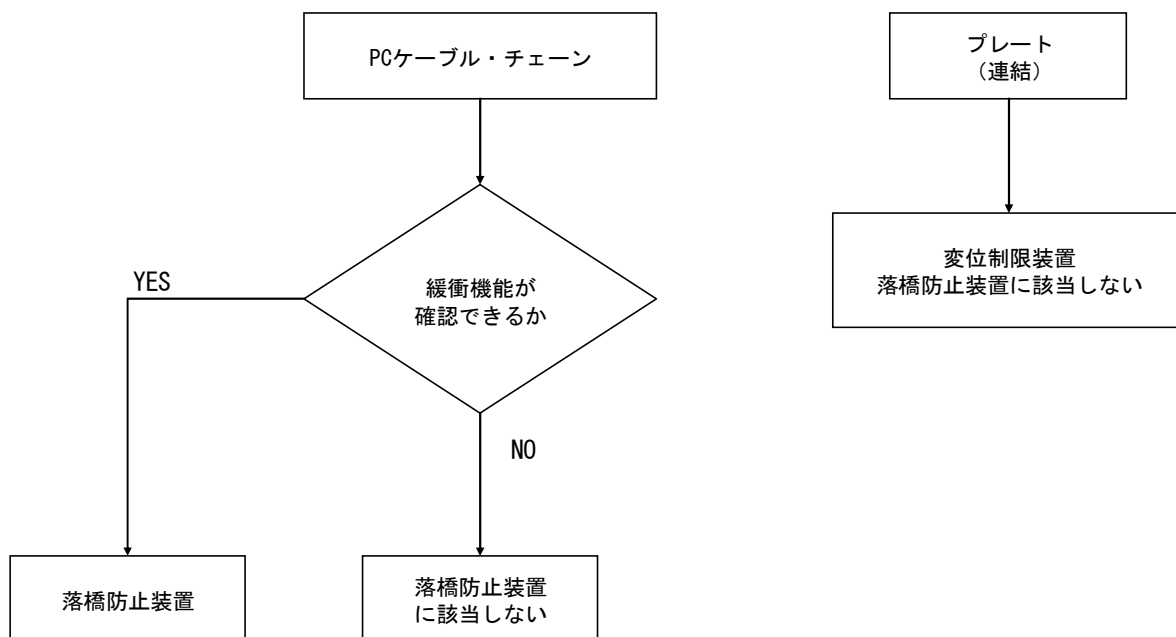 PCケーブル・チェーン
プレート
（連結）
変位制限装置
落橋防止装置に該当しない
YES
緩衝機能が
確認できるか
NO
落橋防止装置
落橋防止装置
に該当しない